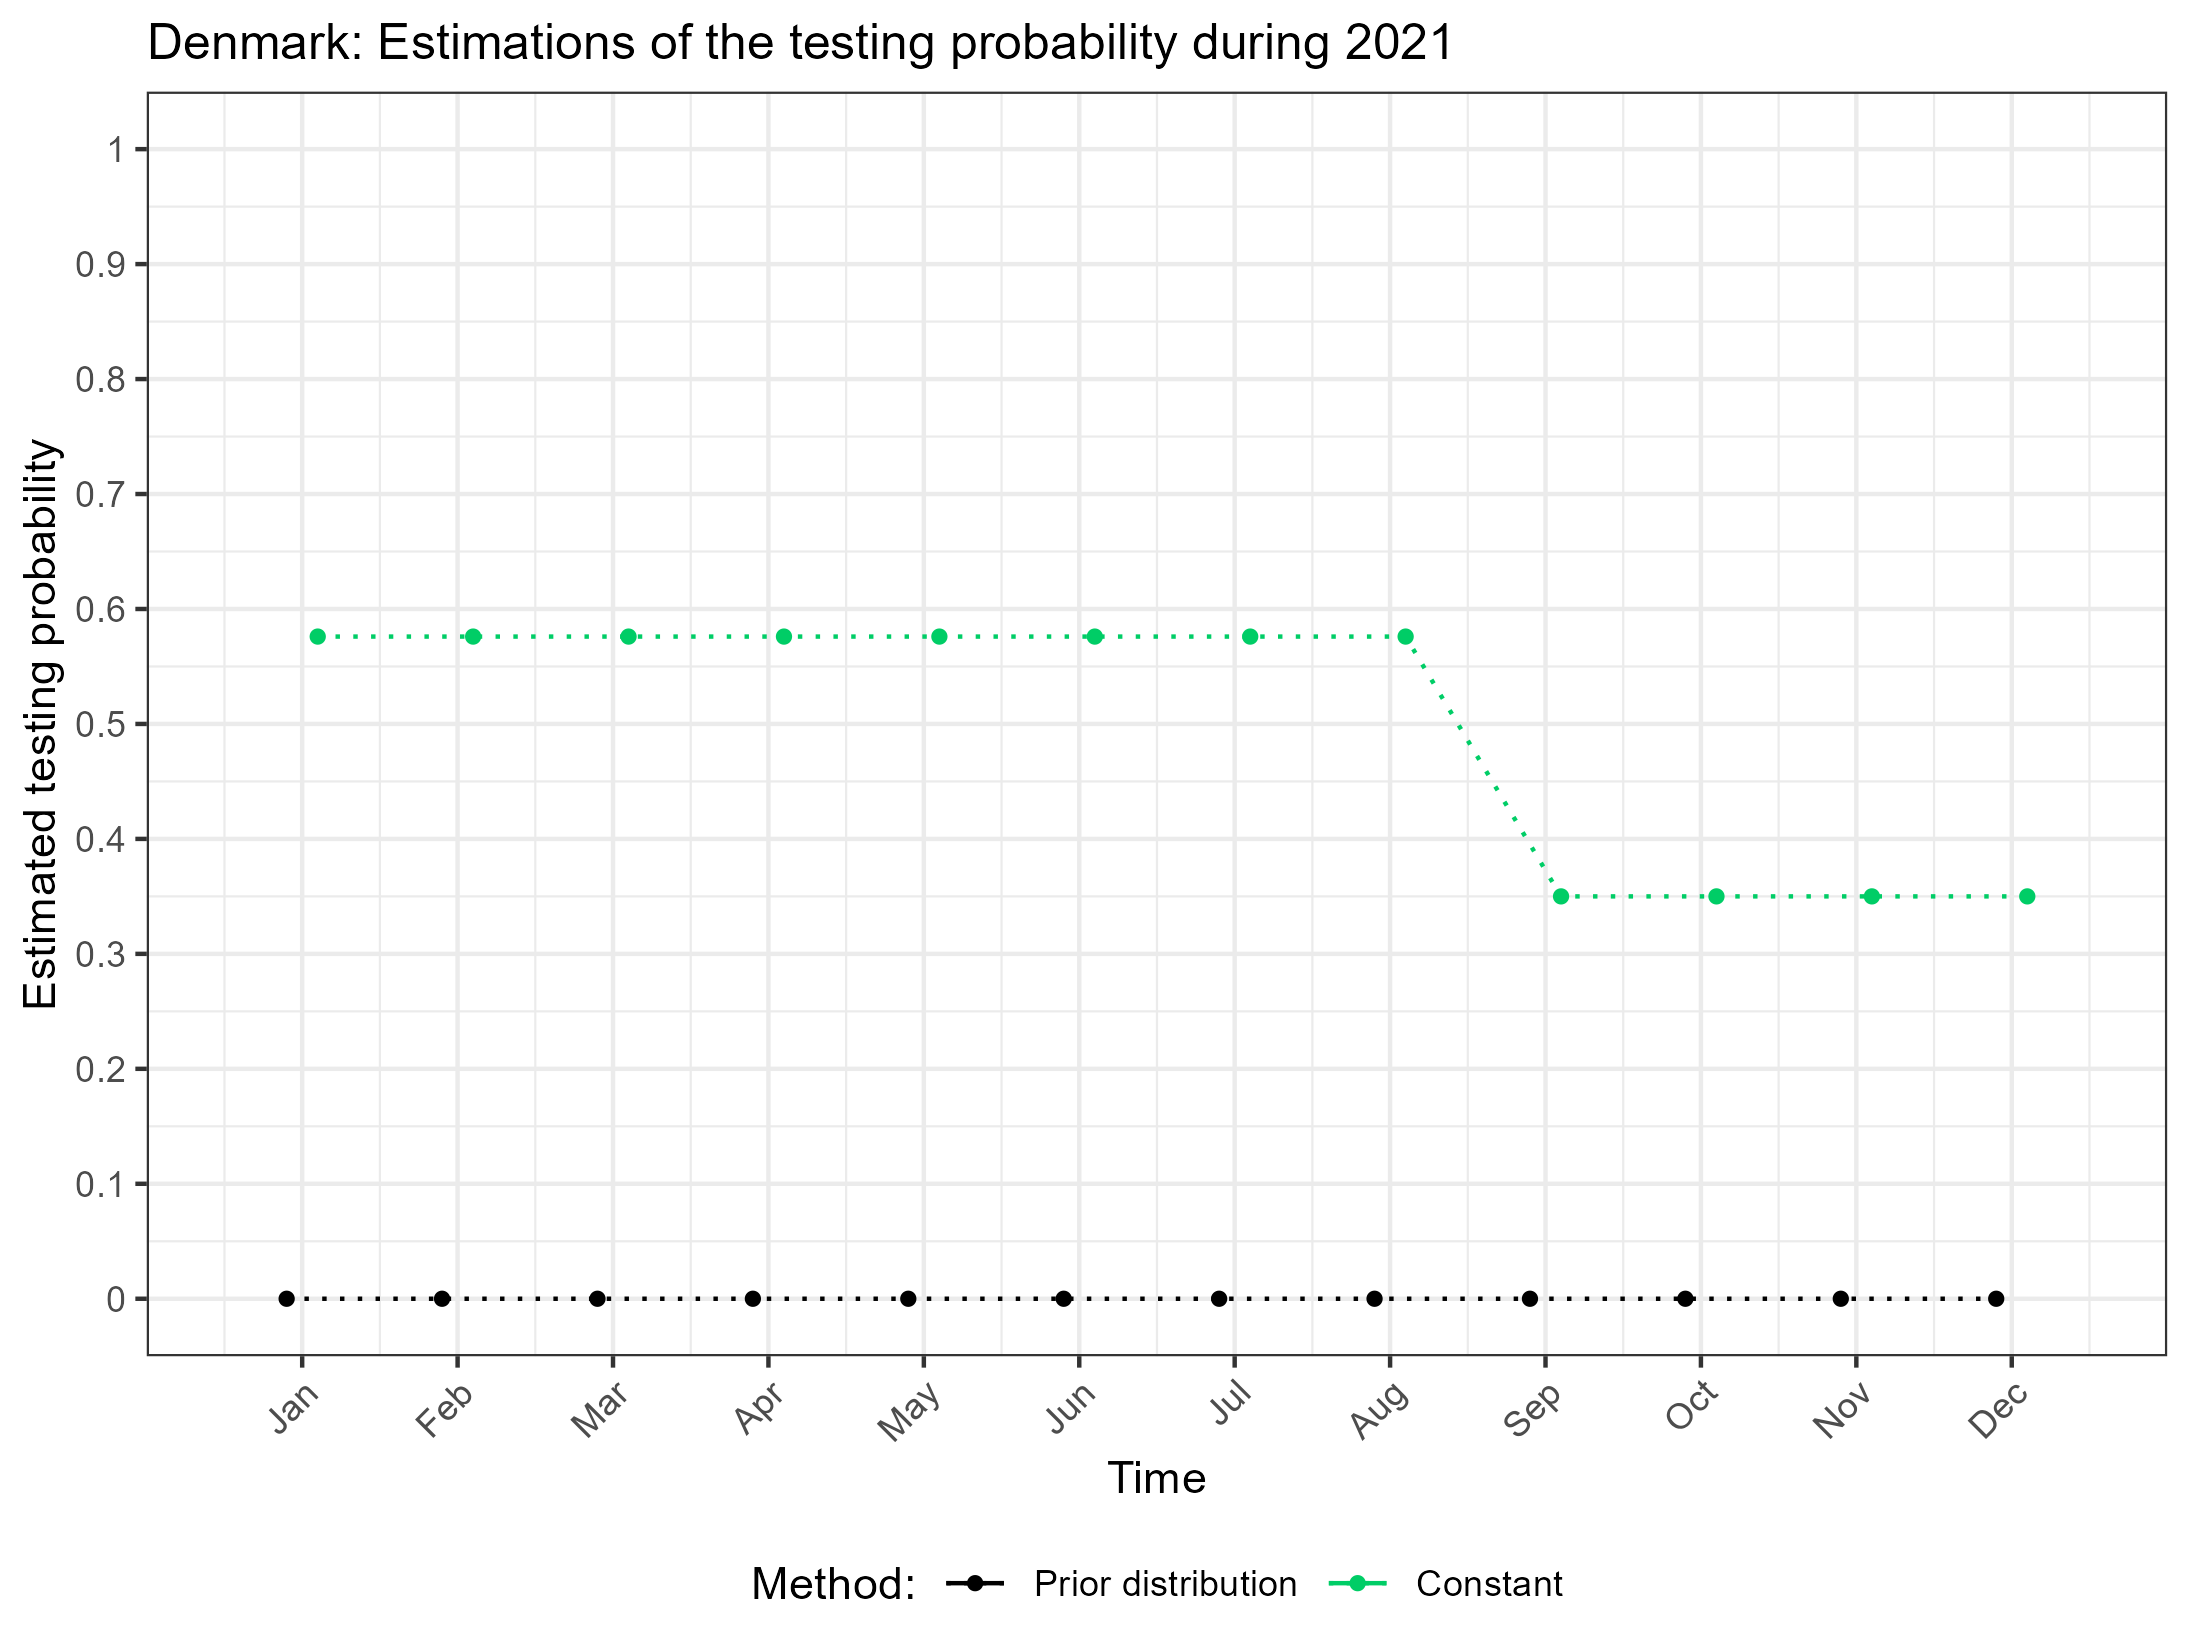 Denmark: Estimations of the testing probability during 2021
Estimated testing probability
1
0.9
0.8
0.7
0.6
0.5
0.4
0.3
0.2
0.1
0
Jan Feb Mar Apr May Jun Jul Aug Sep Oct Nov Dec
Time
Method: Prior distribution Constant